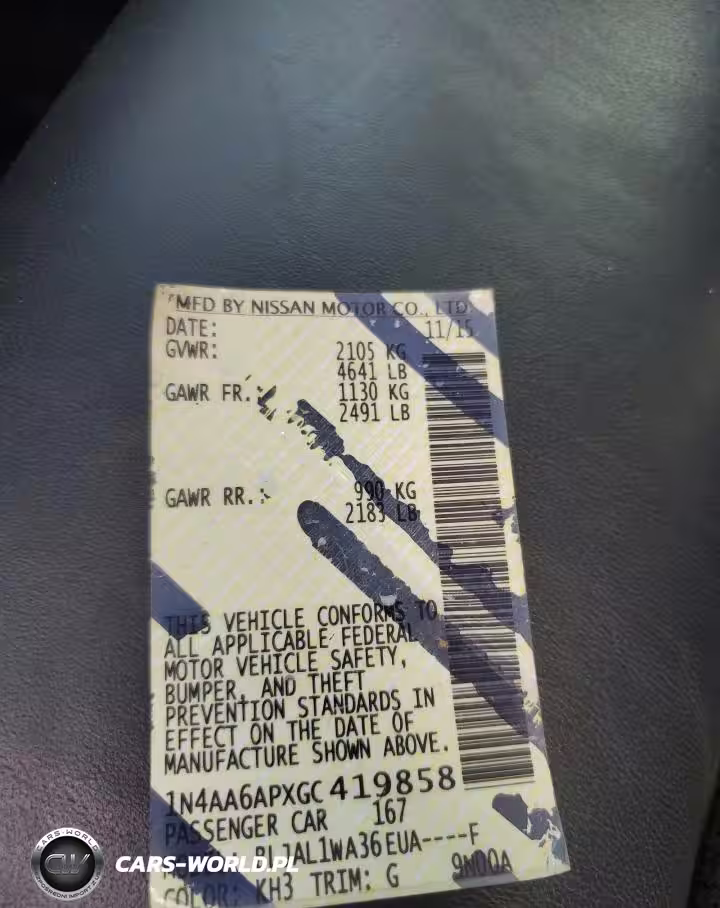 MFD BY NISSAN MOTOR CO., LTD.
DATE: 11/15
GVWR: 2105 KG
4641 LB
GAWR FR.: 1130 KG
2491 LB
GAWR RR.: 990 KG
2183 LB
THIS VEHICLE CONFORMS TO
ALL APPLICABLE FEDERAL
MOTOR VEHICLE SAFETY,
BUMPER, AND THEFT
PREVENTION STANDARDS IN
EFFECT ON THE DATE OF
MANUFACTURE SHOWN ABOVE.
1N4AA6APXGC419858
PASSENGER CAR 167
BLJAL1WA36EUA----F
COLOR: KH3 TRIM: G
CARS-WORLD
CW
CARS-WORLD.PL